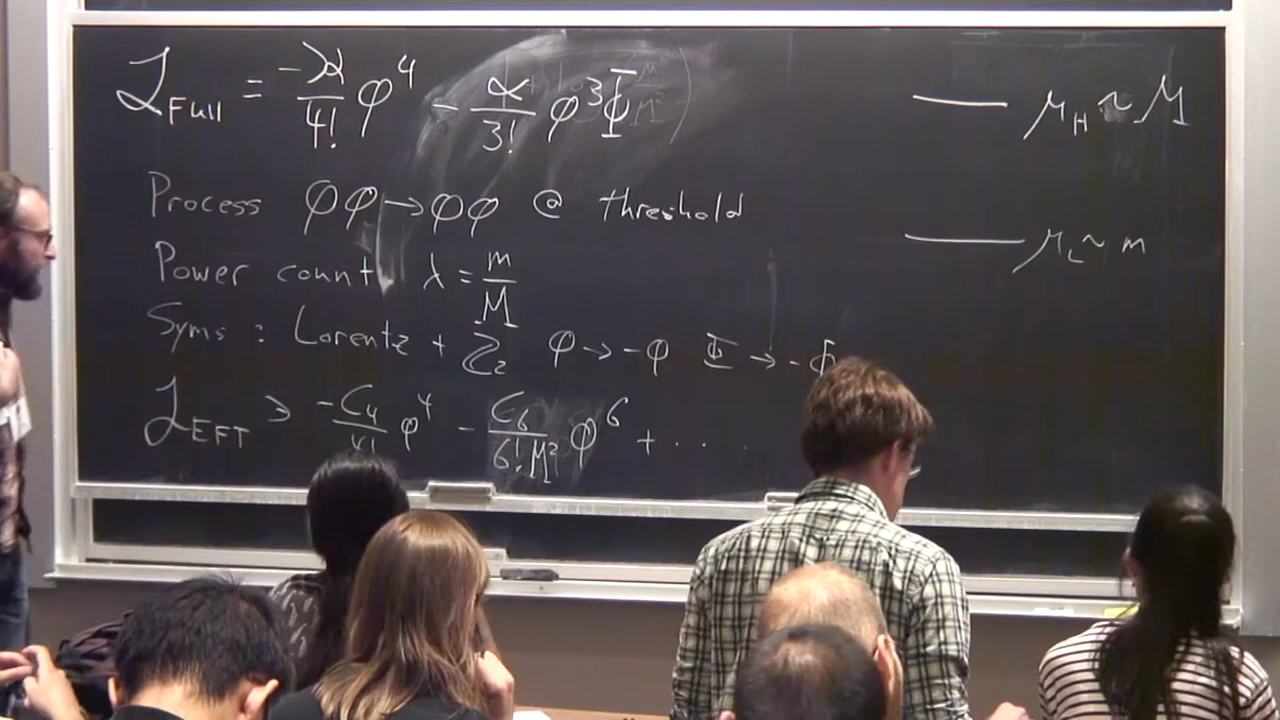 ℒ_Full = -λ/4! φ⁴ - α/3! φ³Φ
μ_H ~ M
Process φφ → φφ @ threshold
μ_L ~ m
Power count λ = m/M
Syms : Lorentz + ℤ₂ φ → -φ Φ → -Φ
ℒ_EFT ∋ -C₄/4! φ⁴ - C₆/6!M² φ⁶ + ...